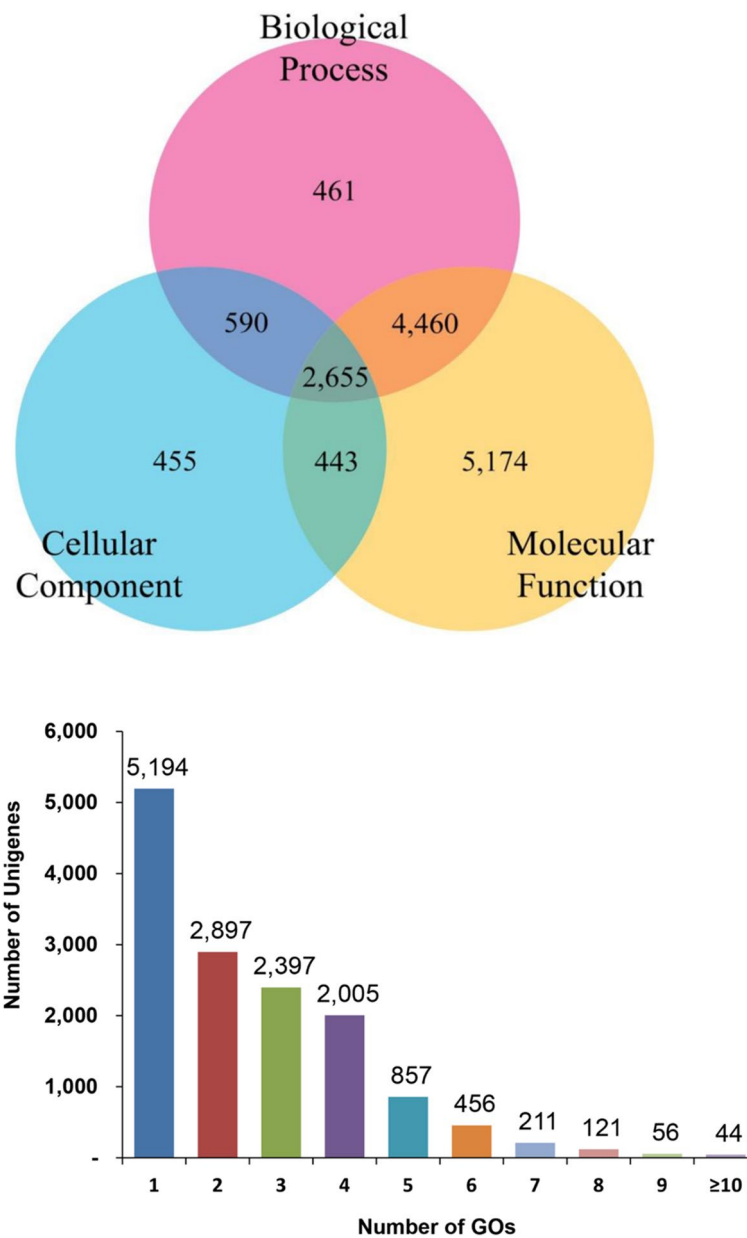 Biological
Process
461
590
4,460
2,655
455
443
5,174
Cellular
Component
Molecular
Function
6,000
5,000
4,000
3,000
2,000
1,000
-
Number of Unigenes
5,194
2,897
2,397
2,005
857
456
211
121
56
44
1 2 3 4 5 6 7 8 9 ≥10
Number of GOs